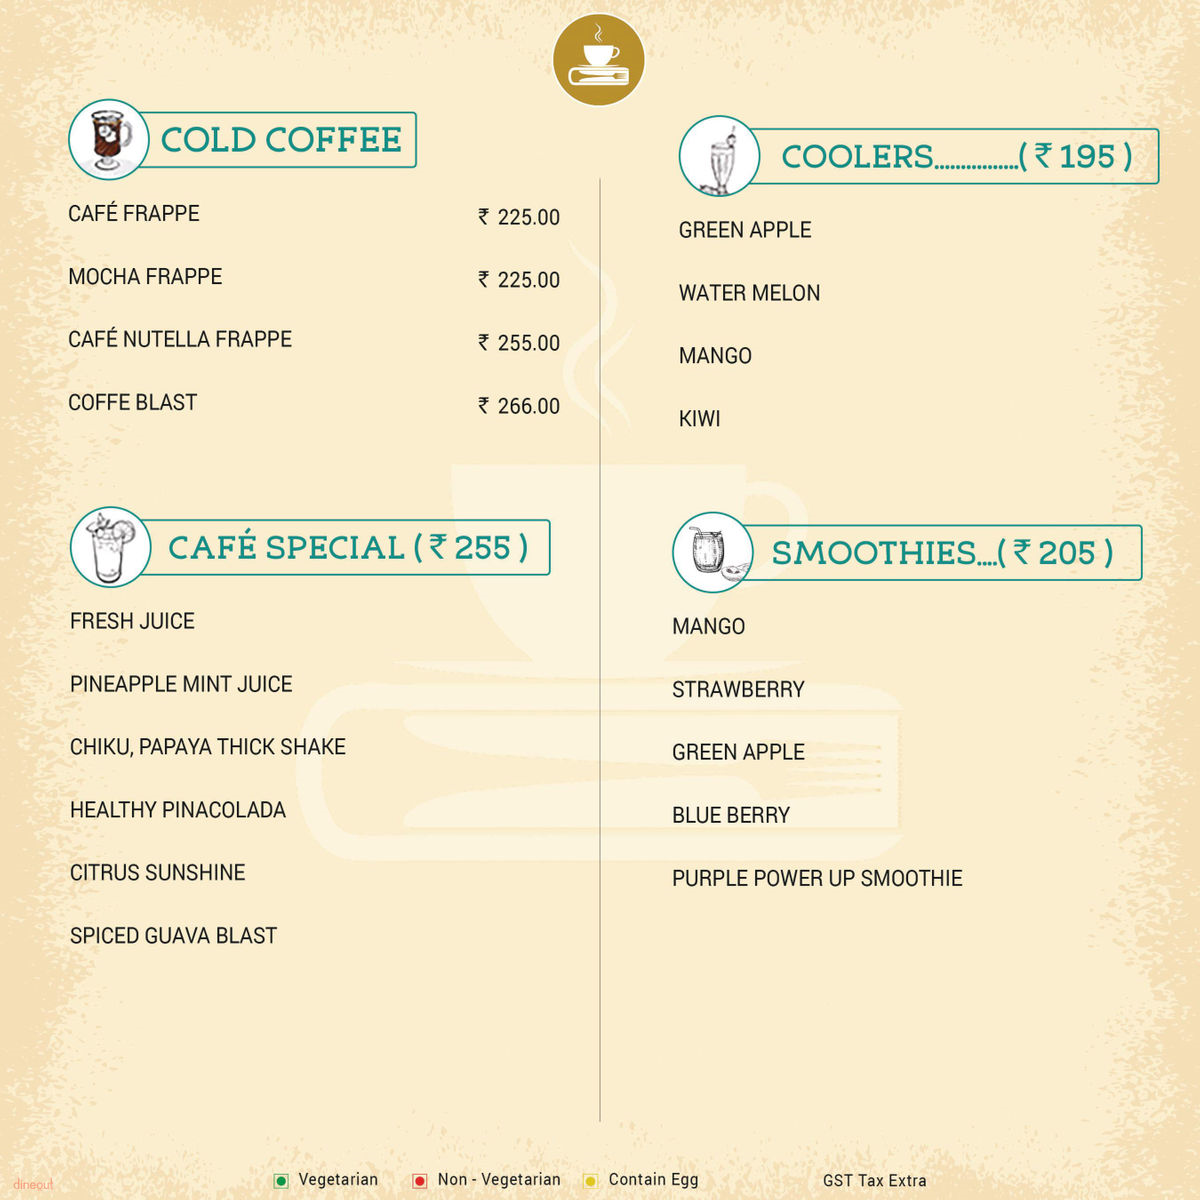 COLD COFFEE
CAFÉ FRAPPE ₹ 225.00
MOCHA FRAPPE ₹ 225.00
CAFÉ NUTELLA FRAPPE ₹ 255.00
COFFE BLAST ₹ 266.00
CAFÉ SPECIAL ( ₹ 255 )
FRESH JUICE
PINEAPPLE MINT JUICE
CHIKU, PAPAYA THICK SHAKE
HEALTHY PINACOLADA
CITRUS SUNSHINE
SPICED GUAVA BLAST
COOLERS................( ₹ 195 )
GREEN APPLE
WATER MELON
MANGO
KIWI
SMOOTHIES....( ₹ 205 )
MANGO
STRAWBERRY
GREEN APPLE
BLUE BERRY
PURPLE POWER UP SMOOTHIE
Vegetarian Non - Vegetarian Contain Egg GST Tax Extra
dineout